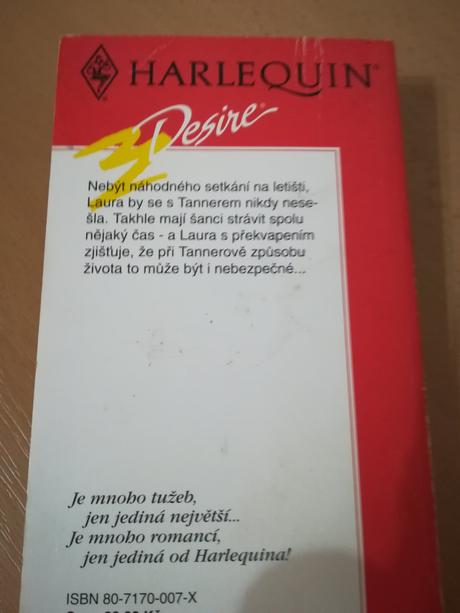 HARLEQUIN®
Desire®
Nebýt náhodného setkání na letišti,
Laura by se s Tannerem nikdy nese-
šla. Takhle mají šanci strávit spolu
nějaký čas - a Laura s překvapením
zjišťuje, že při Tannerově způsobu
života to může být i nebezpečné...
Je mnoho tužeb,
jen jediná největší...
Je mnoho romancí,
jen jediná od Harlequina!
ISBN 80-7170-007-X